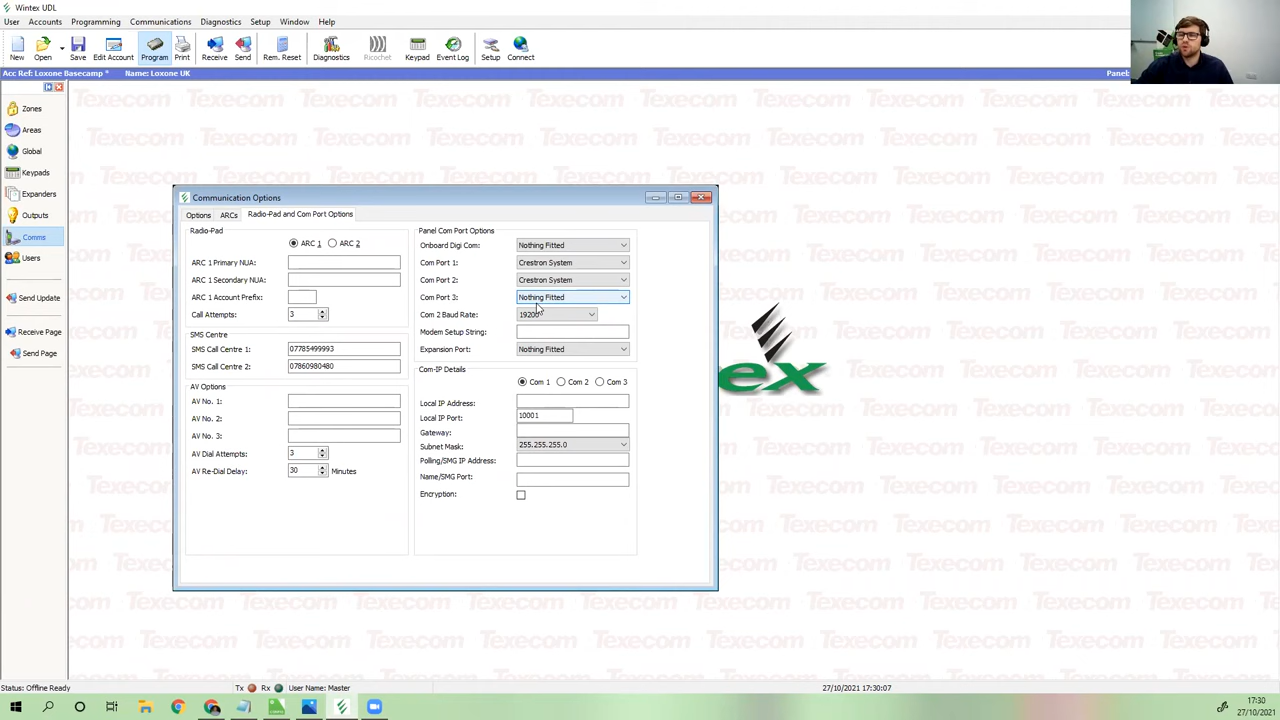 Wintex UDL
User Accounts Programming Communications Diagnostics Setup Window Help
New Open Save Edit Account Program Print Receive Send Rem. Reset Diagnostics Ricochet Keypad Event Log Setup Connect
Acc Ref: Loxone Basecamp * Name: Loxone UK Panel:
Zones
Areas
Global
Keypads
Expanders
Outputs
Comms
Users
Send Update
Receive Page
Send Page
Communication Options
Options ARCs Radio-Pad and Com Port Options
Radio-Pad
ARC 1 ARC 2
ARC 1 Primary NUA:
ARC 1 Secondary NUA:
ARC 1 Account Prefix:
Call Attempts: 3
SMS Centre
SMS Call Centre 1: 07785499993
SMS Call Centre 2: 07860980480
AV Options
AV No. 1:
AV No. 2:
AV No. 3:
AV Dial Attempts: 3
AV Re-Dial Delay: 30 Minutes
Panel Com Port Options
Onboard Digi Com: Nothing Fitted
Com Port 1: Crestron System
Com Port 2: Crestron System
Com Port 3: Nothing Fitted
Com 2 Baud Rate: 19200
Modem Setup String:
Expansion Port: Nothing Fitted
Com-IP Details
Com 1 Com 2 Com 3
Local IP Address:
Local IP Port: 10001
Gateway:
Subnet Mask: 255.255.255.0
Polling/SMG IP Address:
Name/SMG Port:
Encryption:
Texecom
ex
Status: Offline Ready Tx Rx User Name: Master 27/10/2021 17:30:07
17:30
27/10/2021